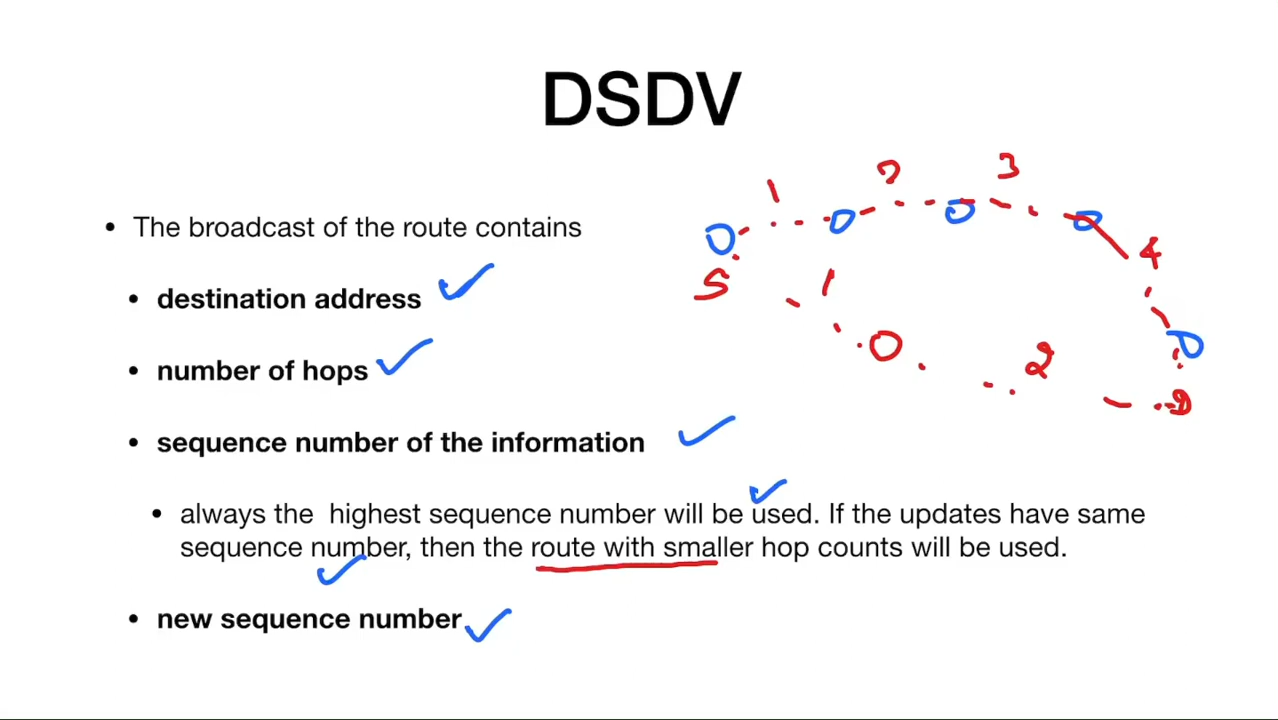 DSDV
• The broadcast of the route contains
• destination address
• number of hops
• sequence number of the information
• always the highest sequence number will be used. If the updates have same
sequence number, then the route with smaller hop counts will be used.
• new sequence number
1 2 3
4
S 1
2
D